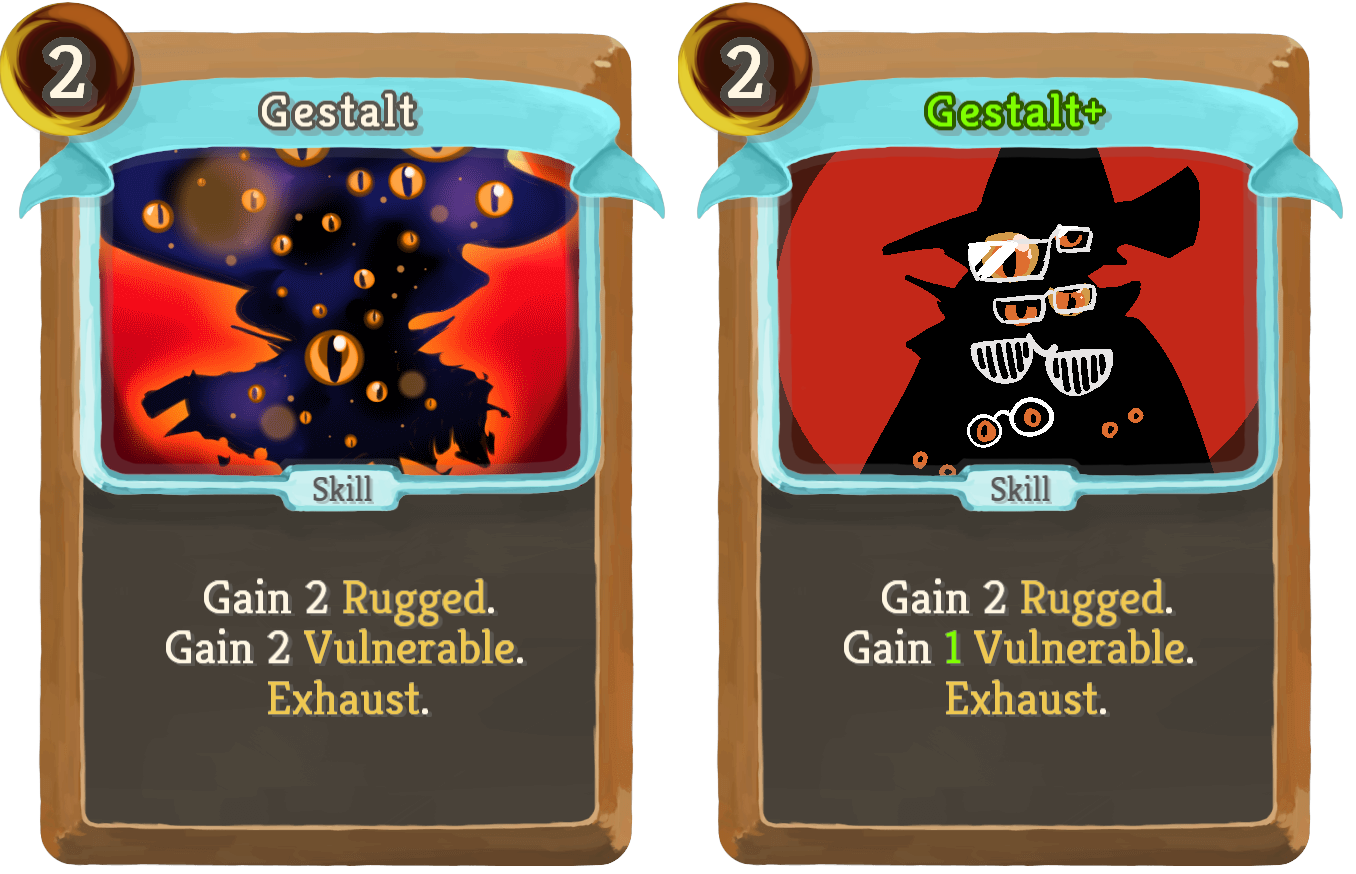 2
Gestalt
Skill
Gain 2 Rugged.
Gain 2 Vulnerable.
Exhaust.
2
Gestalt+
Skill
Gain 2 Rugged.
Gain 1 Vulnerable.
Exhaust.